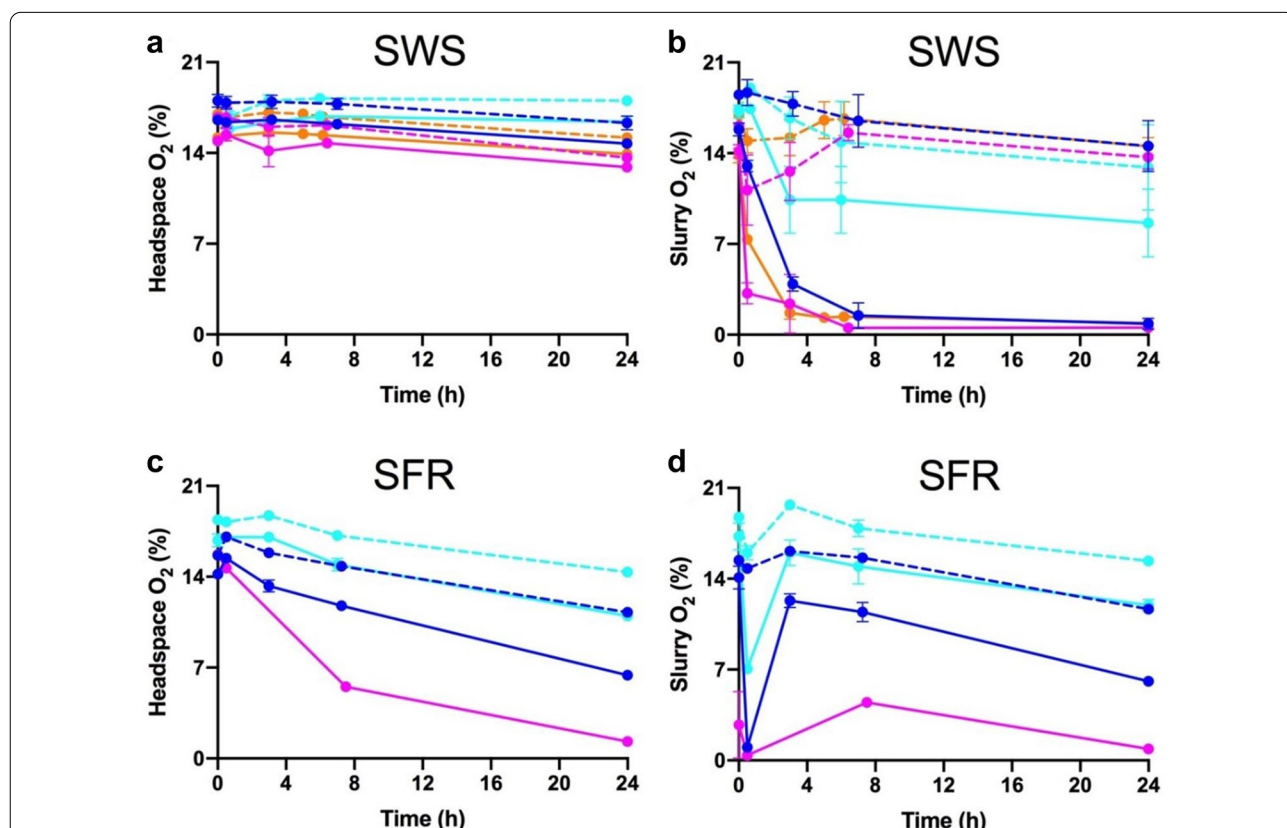 a SWS
21
14
7
0
Headspace O₂ (%)
0 4 8 12 16 20 24
Time (h)
b SWS
21
14
7
0
Slurry O₂ (%)
0 4 8 12 16 20 24
Time (h)
c SFR
21
14
7
0
Headspace O₂ (%)
0 4 8 12 16 20 24
Time (h)
d SFR
21
14
7
0
Slurry O₂ (%)
0 4 8 12 16 20 24
Time (h)